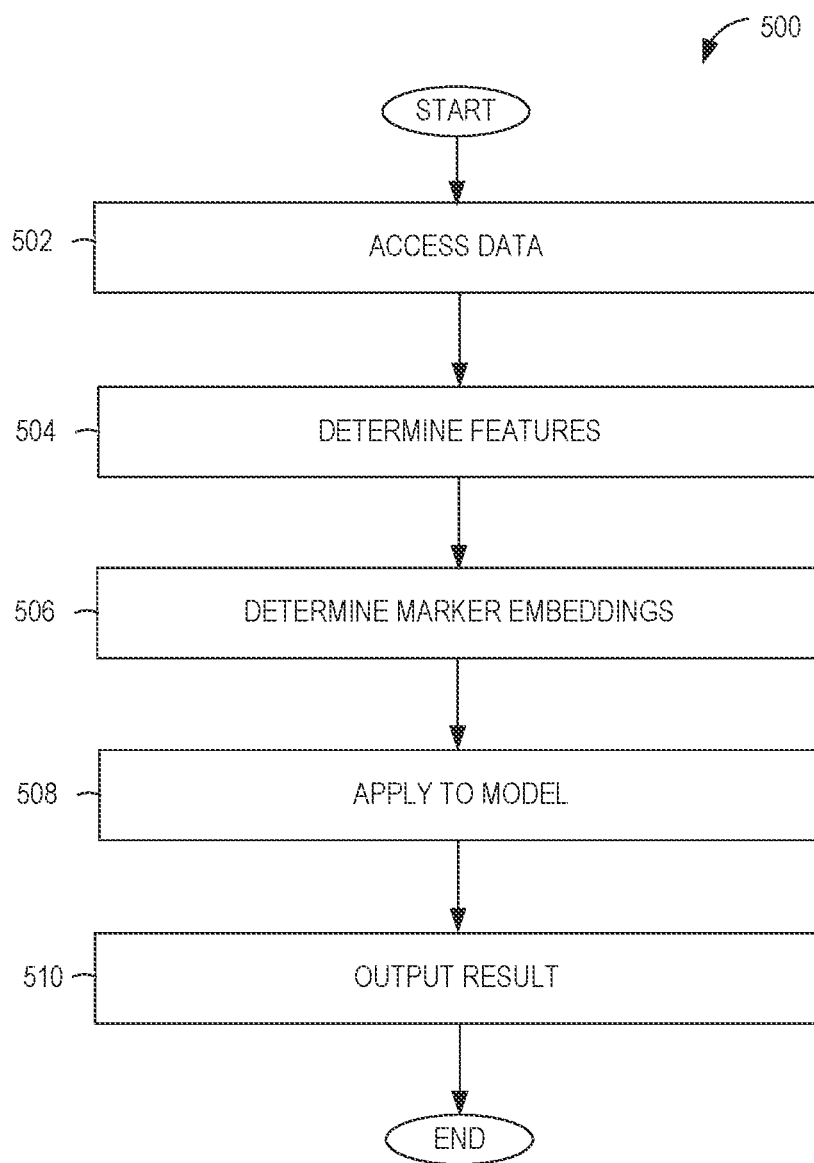 500
START
502
ACCESS DATA
504
DETERMINE FEATURES
506
DETERMINE MARKER EMBEDDINGS
508
APPLY TO MODEL
510
OUTPUT RESULT
END